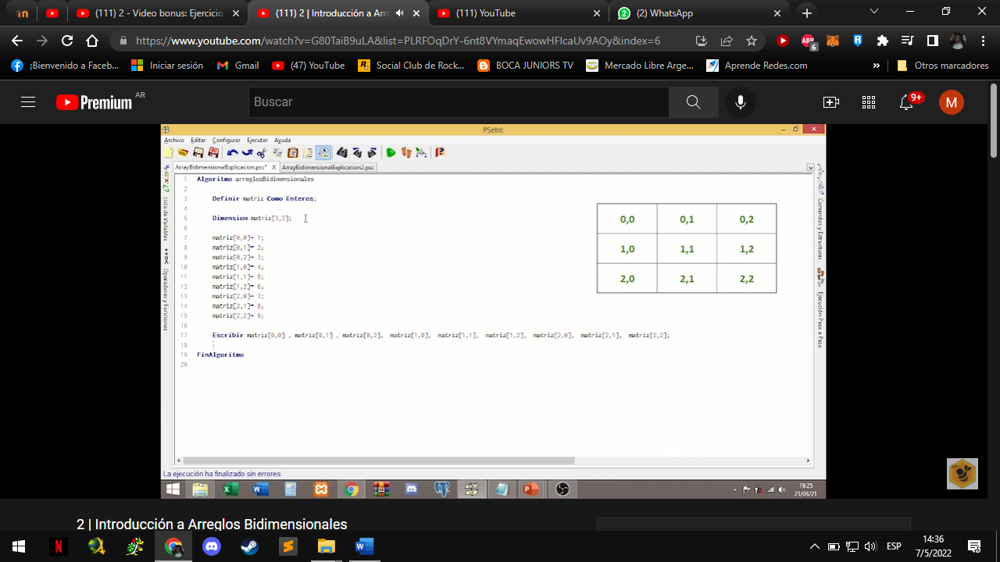 (111) 2 - Video bonus: Ejercicio
(111) 2 | Introducción a Arre
(111) YouTube
(2) WhatsApp
https://www.youtube.com/watch?v=G80TaiB9uLA&list=PLRFOqDrY-6nt8VYmaqEwowHFIcaUv9AOy&index=6
ABP
6
¡Bienvenido a Faceb...
Iniciar sesión
Gmail
(47) YouTube
Social Club de Rock...
BOCA JUNIORS TV
Mercado Libre Arge...
Aprende Redes.com
»
Otros marcadores
Premium AR
Buscar
9+
M
PSeInt
Archivo Editar Configurar Ejecutar Ayuda
ArrayBidimensionalExplicacion.psc* X ArrayBidimensionalExplicacion2.psc
Lista de Variables
Operadores y Funciones
1 Algoritmo arreglosBidimensionales
2
3 Definir matriz Como Enteros;
4
5 Dimension matriz[3,3];
6
7 matriz[0,0]= 1;
8 matriz[0,1]= 2;
9 matriz[0,2]= 3;
10 matriz[1,0]= 4;
11 matriz[1,1]= 5;
12 matriz[1,2]= 6;
13 matriz[2,0]= 7;
14 matriz[2,1]= 8;
15 matriz[2,2]= 9;
16
17 Escribir matriz[0,0] , matriz[0,1] , matriz[0,2], matriz[1,0], matriz[1,1], matriz[1,2], matriz[2,0], matriz[2,1], matriz[2,2];
18
19 FinAlgoritmo
20
0,0 0,1 0,2
1,0 1,1 1,2
2,0 2,1 2,2
Comandos y Estructuras
Ejecución Paso a Paso
La ejecución ha finalizado sin errores.
19:25
21/03/21
2 | Introducción a Arreglos Bidimensionales
ESP
14:36
7/5/2022